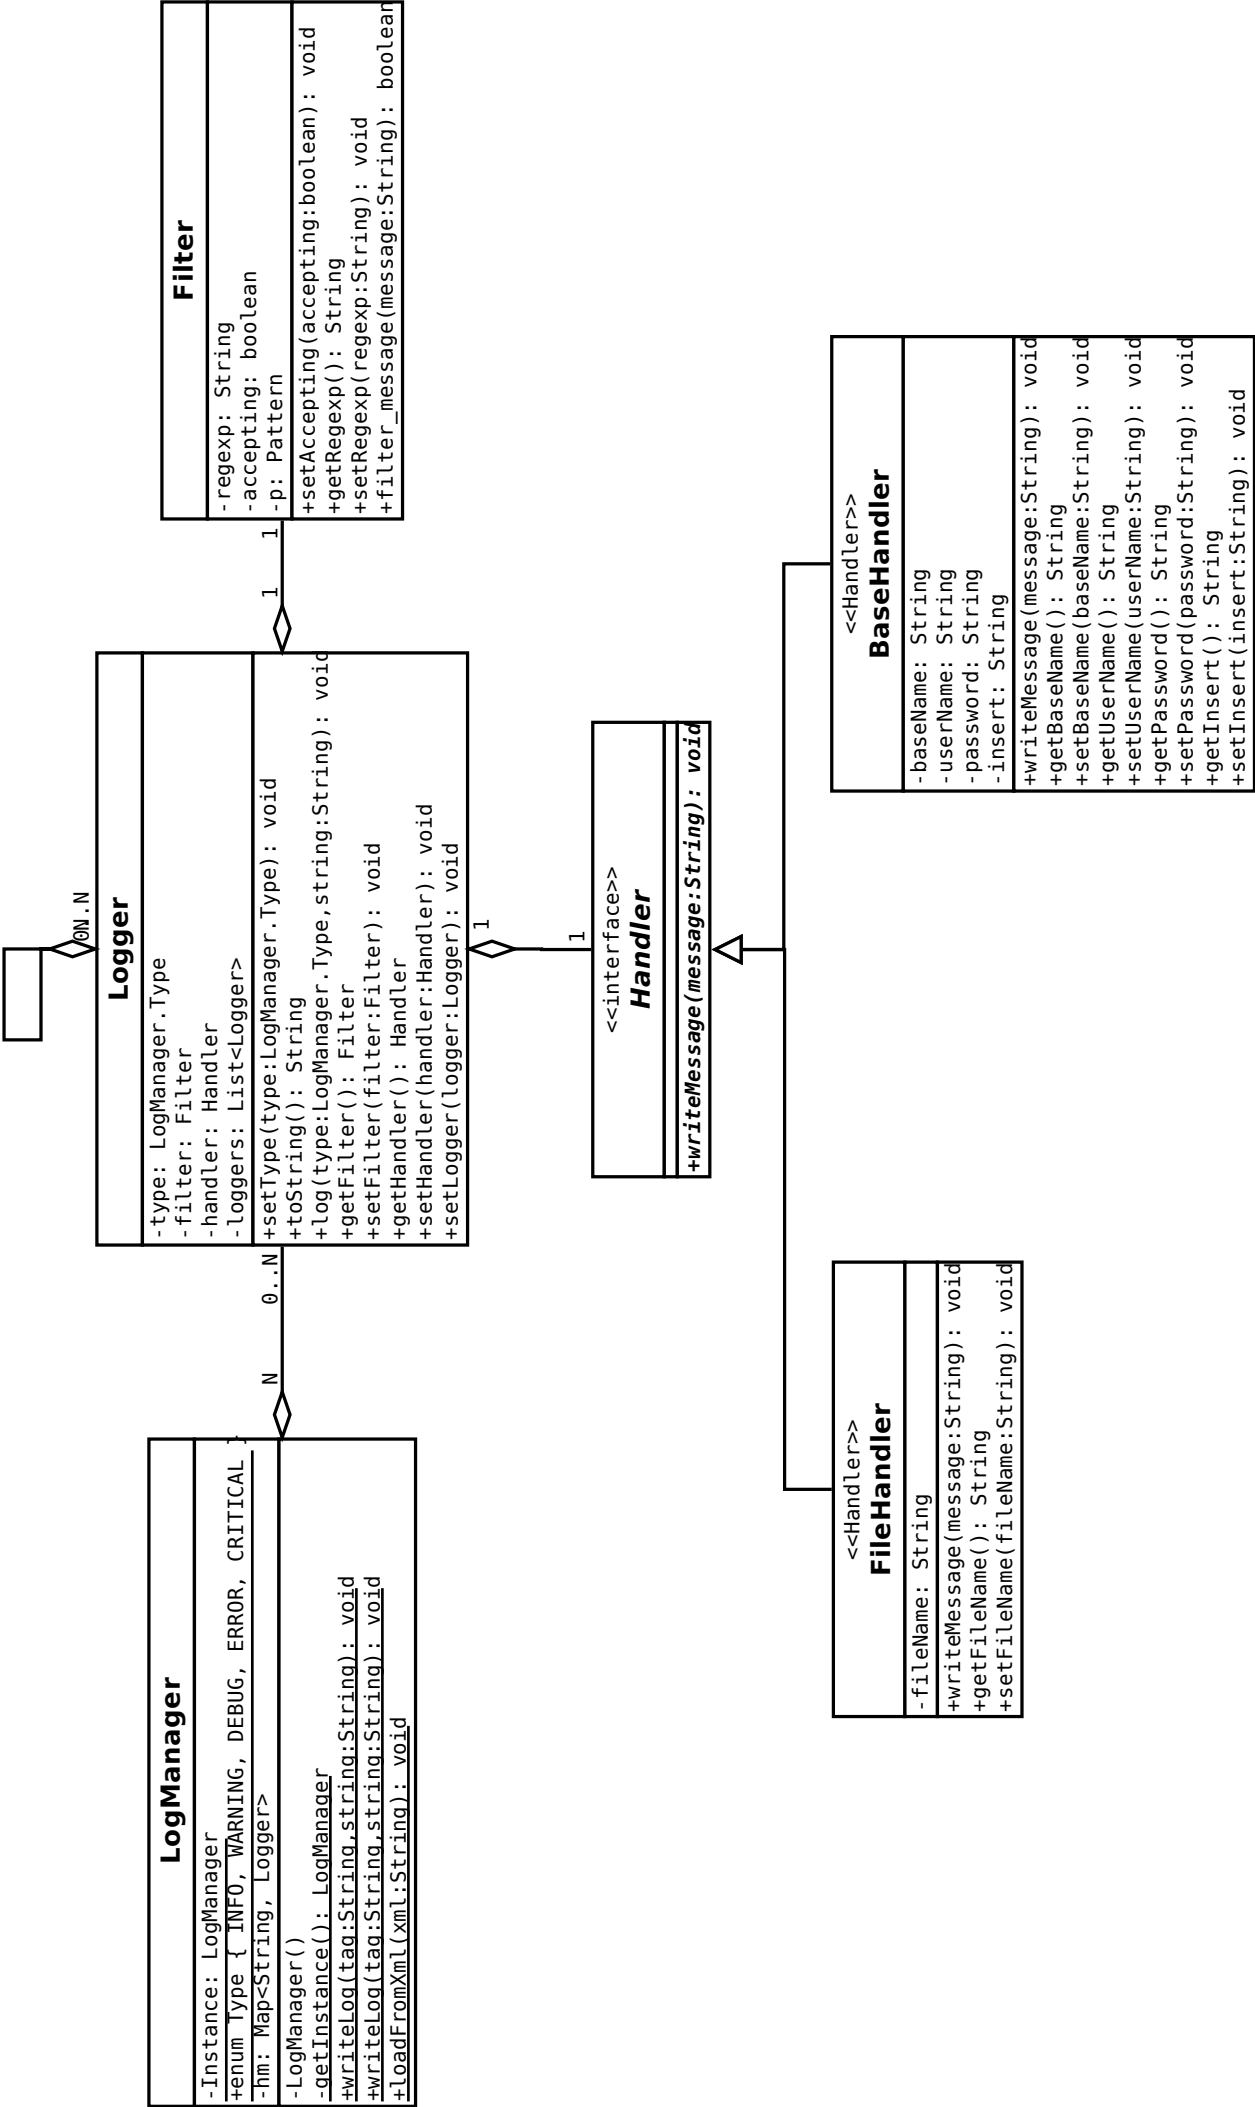 LogManager
-Instance: LogManager
+enum Type { INFO, WARNING, DEBUG, ERROR, CRITICAL }
-hm: Map<String, Logger>
-LogManager()
-getInstance(): LogManager
+writeLog(tag:String,string:String): void
+writeLog(tag:String,string:String): void
+loadFromXml(xml:String): void
N
0..N
Logger
-type: LogManager.Type
-filter: Filter
-handler: Handler
-loggers: List<Logger>
+setType(type:LogManager.Type): void
+toString(): String
+log(type:LogManager.Type,string:String): void
+getFilter(): Filter
+setFilter(filter:Filter): void
+getHandler(): Handler
+setHandler(handler:Handler): void
+setLogger(logger:Logger): void
1
1
Filter
-regexp: String
-accepting: boolean
-p: Pattern
+setAccepting(accepting:boolean): void
+getRegexp(): String
+setRegexp(regexp:String): void
+filter_message(message:String): boolean
1
1
<<interface>>
Handler
+writeMessage(message:String): void
<<Handler>>
FileHandler
-fileName: String
+writeMessage(message:String): void
+getFileName(): String
+setFileName(fileName:String): void
<<Handler>>
BaseHandler
-baseName: String
-userName: String
-password: String
-insert: String
+writeMessage(message:String): void
+getBaseName(): String
+setBaseName(baseName:String): void
+getUserName(): String
+setUserName(userName:String): void
+getPassword(): String
+setPassword(password:String): void
+getInsert(): String
+setInsert(insert:String): void